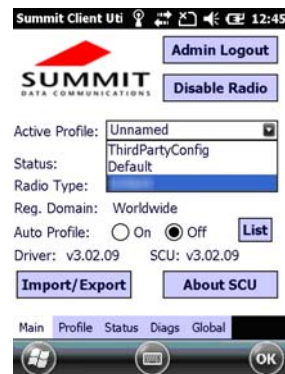 Summit Client Uti 12:45
Admin Logout
SUMMIT
DATA COMMUNICATIONS
Disable Radio
Active Profile: Unnamed
ThirdPartyConfig
Status: Default
Radio Type:
Reg. Domain: Worldwide
Auto Profile: On Off List
Driver: v3.02.09 SCU: v3.02.09
Import/Export About SCU
Main Profile Status Diags Global
OK